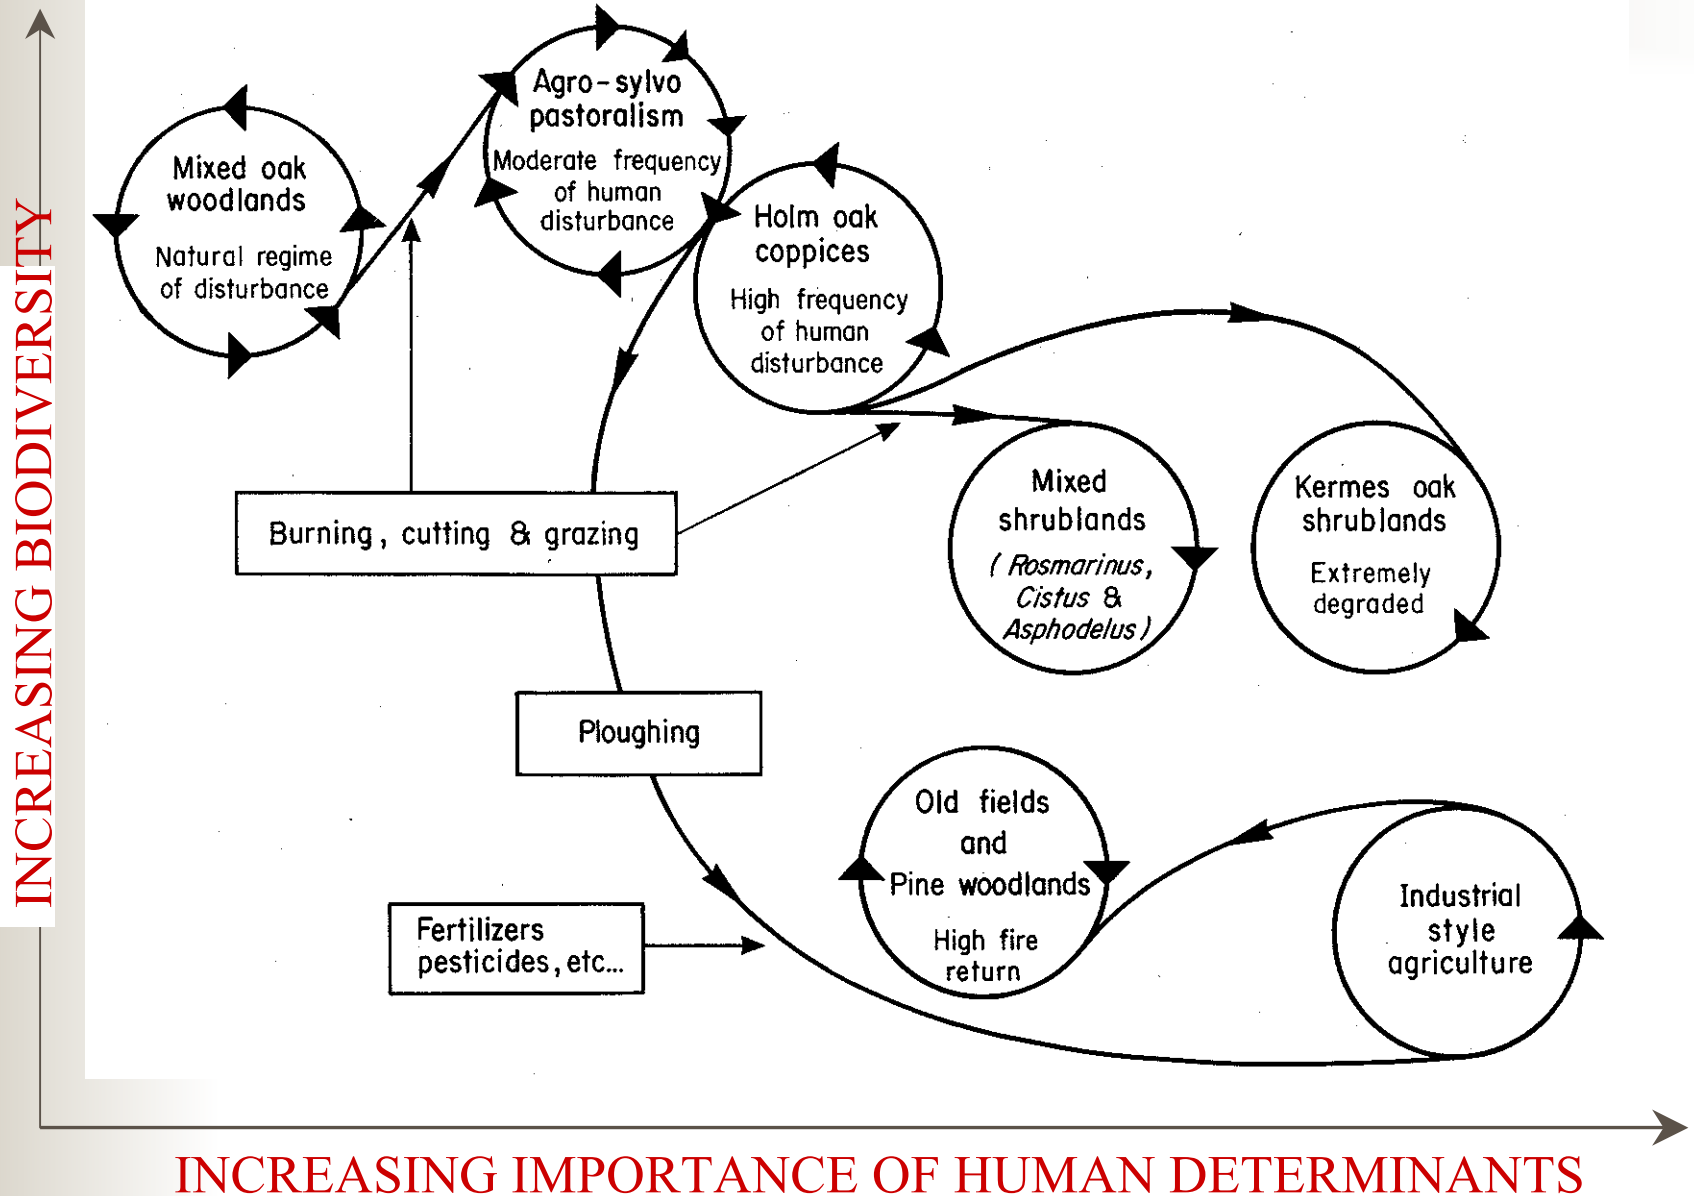 INCREASING BIODIVERSITY
Mixed oak
woodlands
Natural regime
of disturbance
Agro-sylvo
pastoralism
Moderate frequency
of human
disturbance
Holm oak
coppices
High frequency
of human
disturbance
Burning, cutting & grazing
Mixed
shrublands
(Rosmarinus,
Cistus &
Asphodelus)
Kermes oak
shrublands
Extremely
degraded
Ploughing
Fertilizers
pesticides, etc...
Old fields
and
Pine woodlands
High fire
return
Industrial
style
agriculture
INCREASING IMPORTANCE OF HUMAN DETERMINANTS